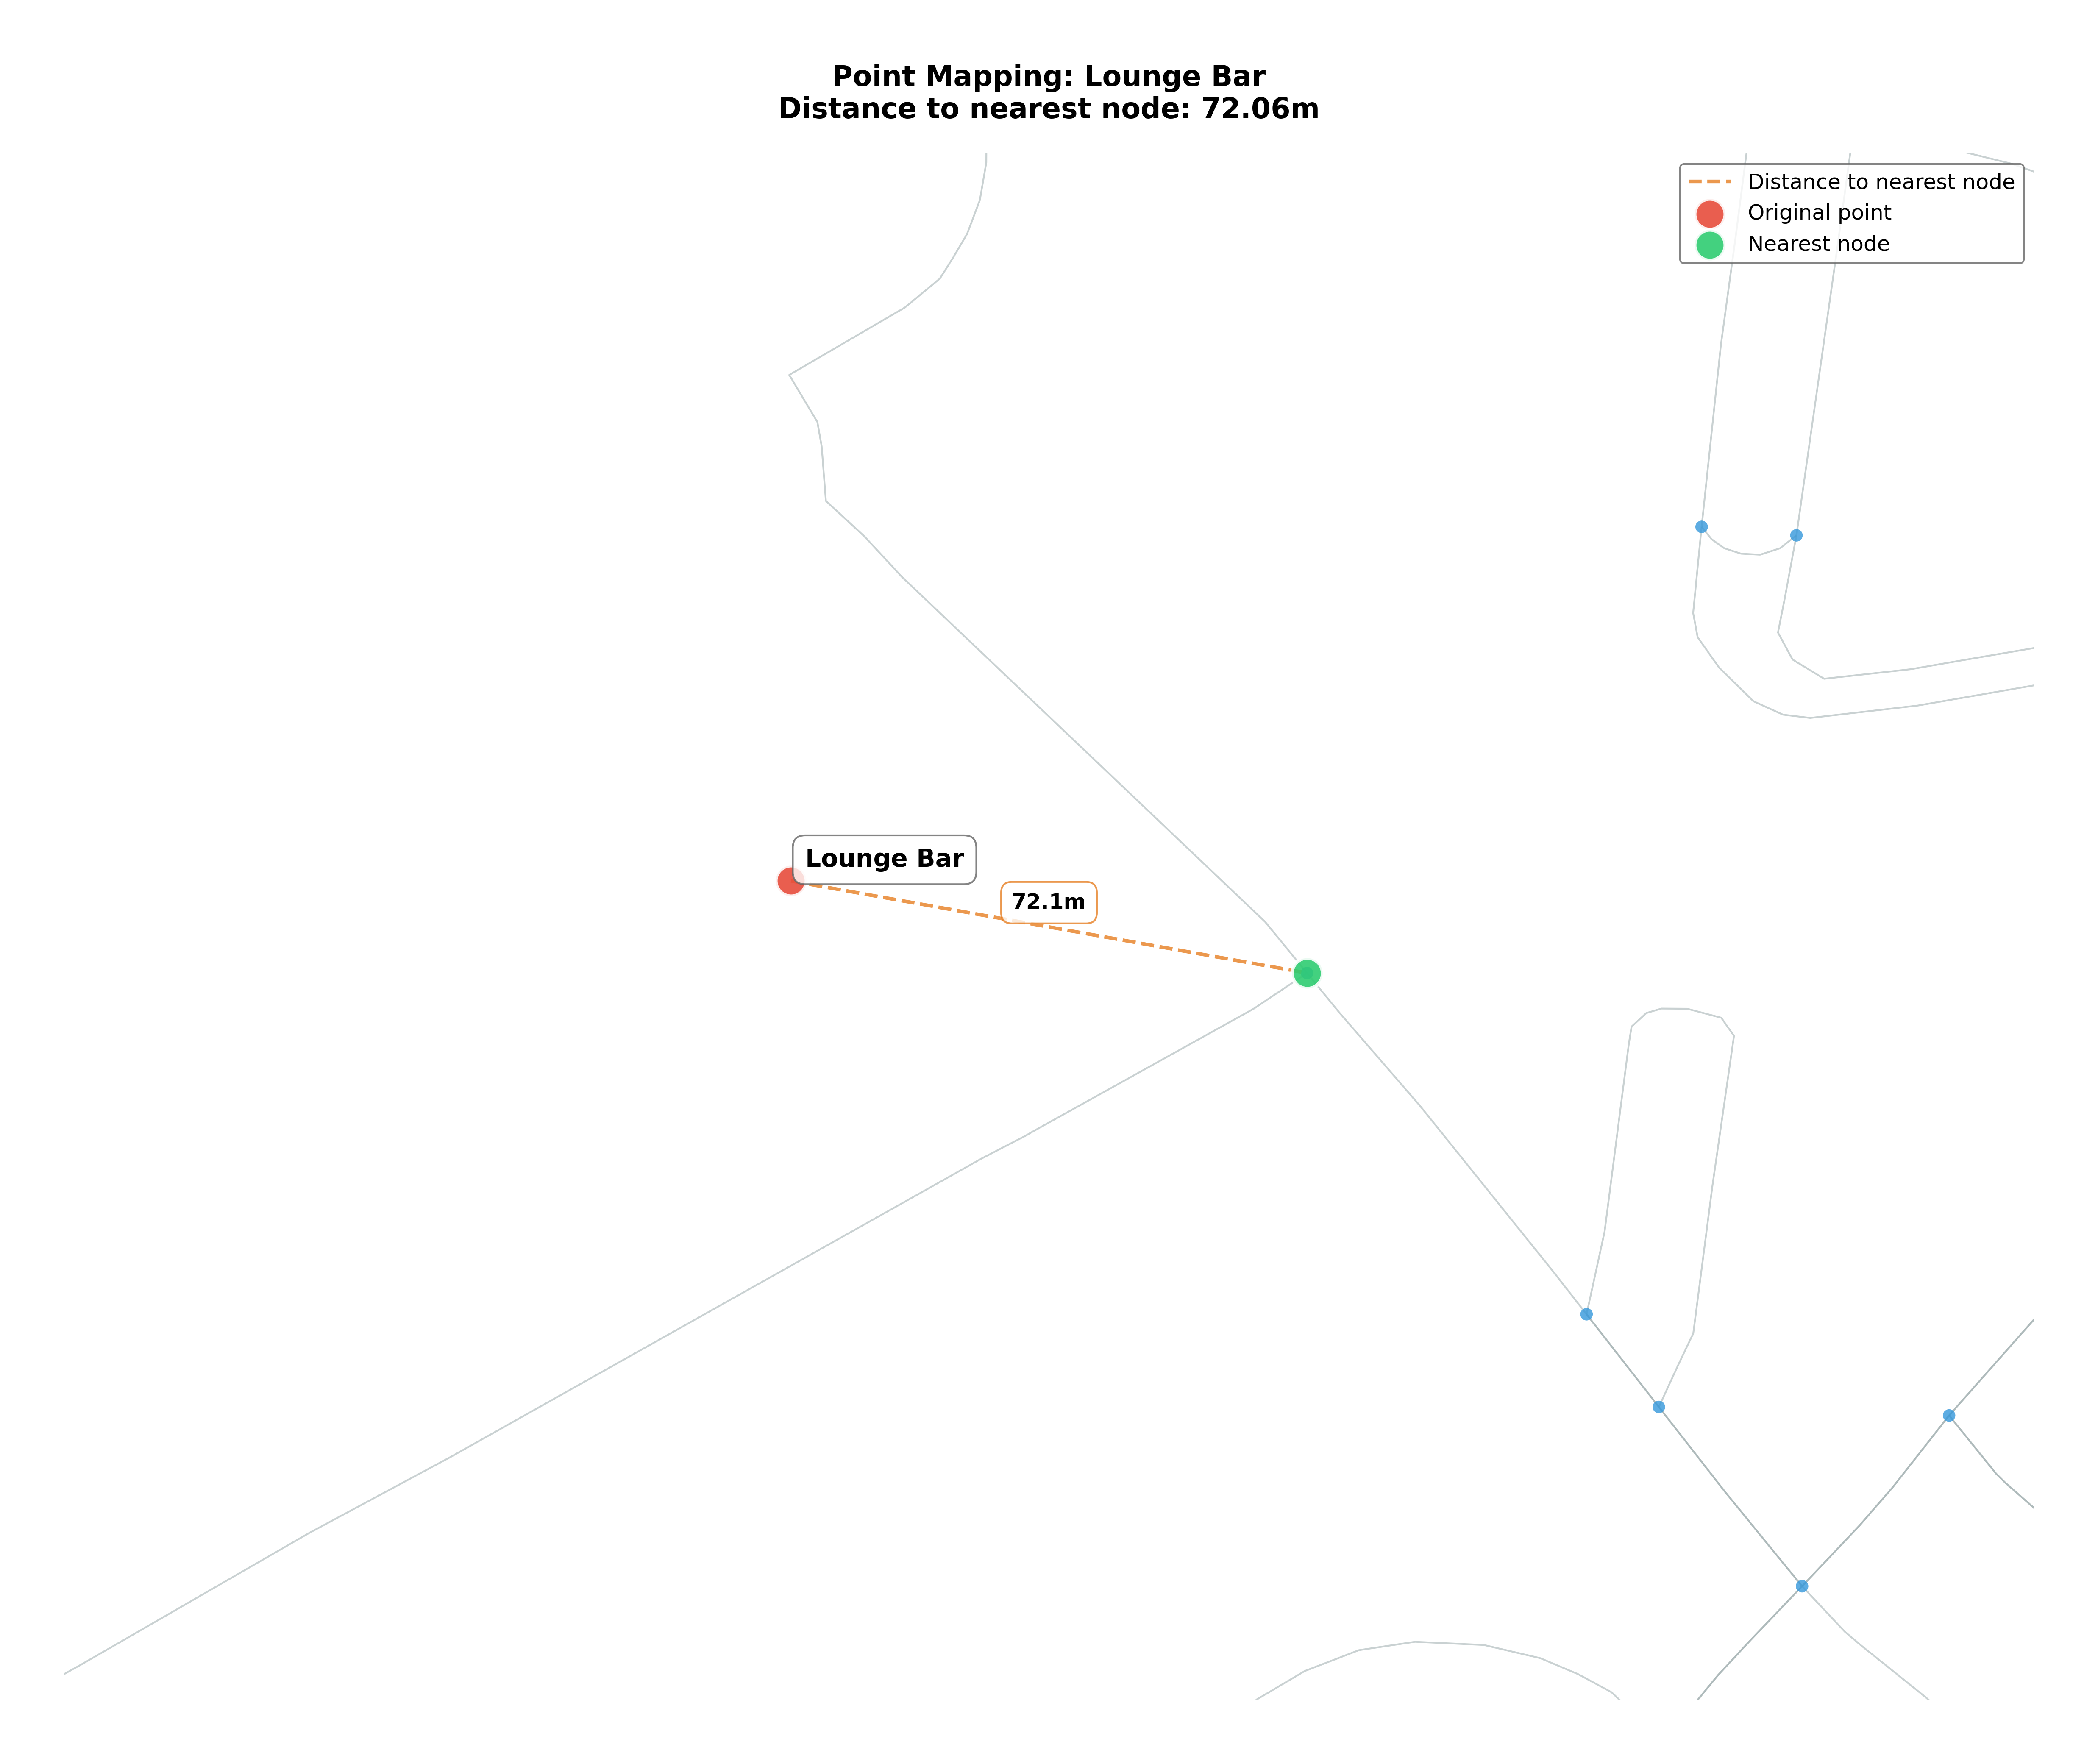 Point Mapping: Lounge Bar
Distance to nearest node: 72.06m
Distance to nearest node
Original point
Nearest node
Lounge Bar
72.1m